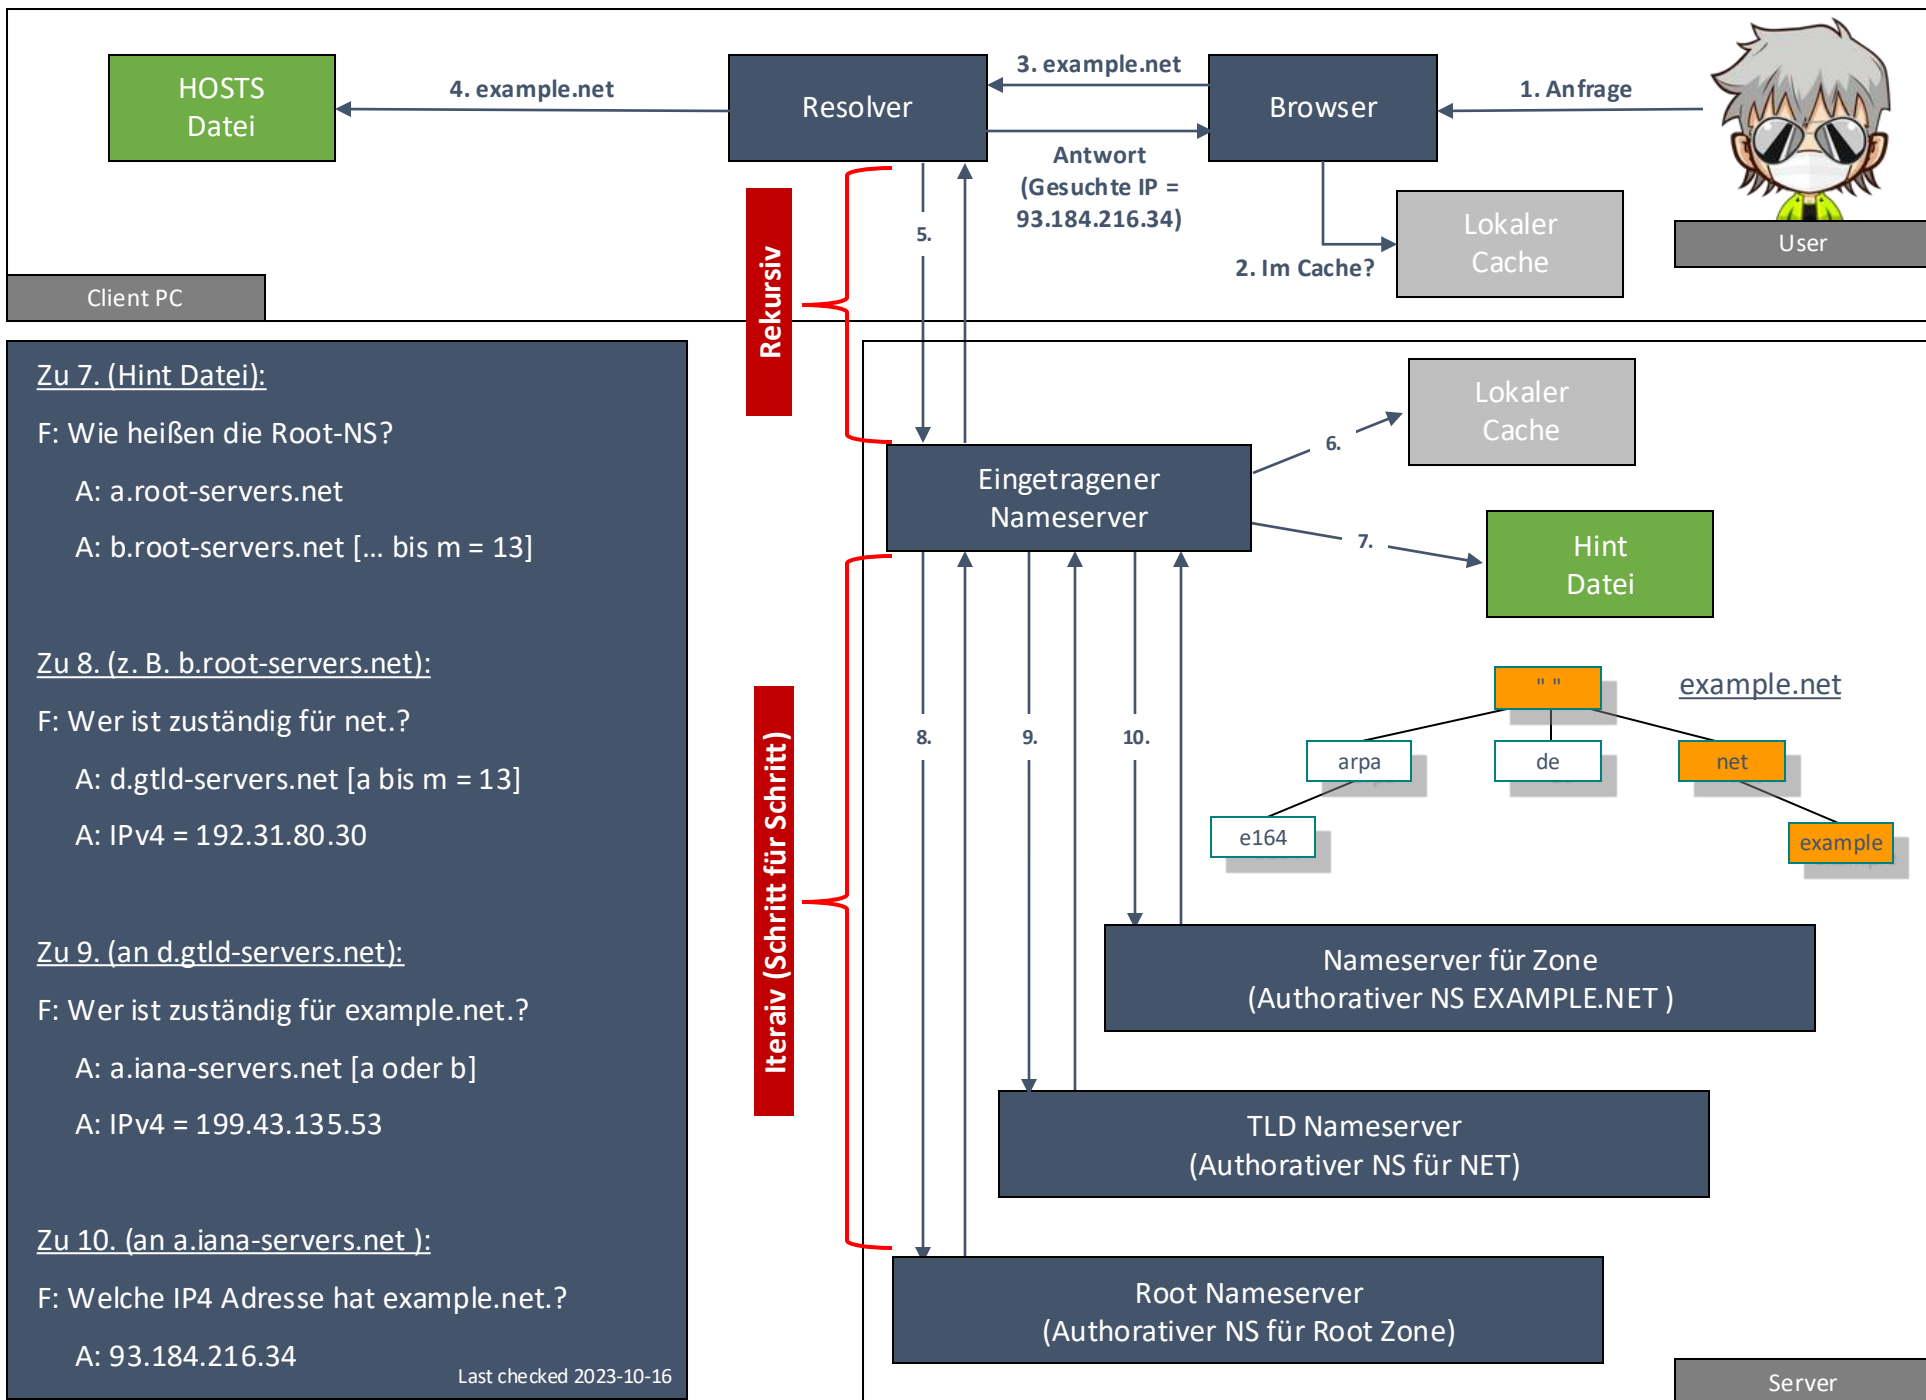 HOSTS
Datei
4. example.net
Resolver
3. example.net
Browser
1. Anfrage
Antwort
(Gesuchte IP =
93.184.216.34)
5.
2. Im Cache?
Lokaler
Cache
User
Client PC
Rekursiv
Zu 7. (Hint Datei):
F: Wie heißen die Root-NS?
A: a.root-servers.net
A: b.root-servers.net [... bis m = 13]
Zu 8. (z. B. b.root-servers.net):
F: Wer ist zuständig für net.?
A: d.gtld-servers.net [a bis m = 13]
A: IPv4 = 192.31.80.30
Zu 9. (an d.gtld-servers.net):
F: Wer ist zuständig für example.net.?
A: a.iana-servers.net [a oder b]
A: IPv4 = 199.43.135.53
Zu 10. (an a.iana-servers.net ):
F: Welche IP4 Adresse hat example.net.?
A: 93.184.216.34
Last checked 2023-10-16
Iteraiv (Schritt für Schritt)
Lokaler
Cache
6.
Eingetragener
Nameserver
7.
Hint
Datei
8.
9.
10.
" "
example.net
arpa
de
net
e164
example
Nameserver für Zone
(Authorativer NS EXAMPLE.NET )
TLD Nameserver
(Authorativer NS für NET)
Root Nameserver
(Authorativer NS für Root Zone)
Server